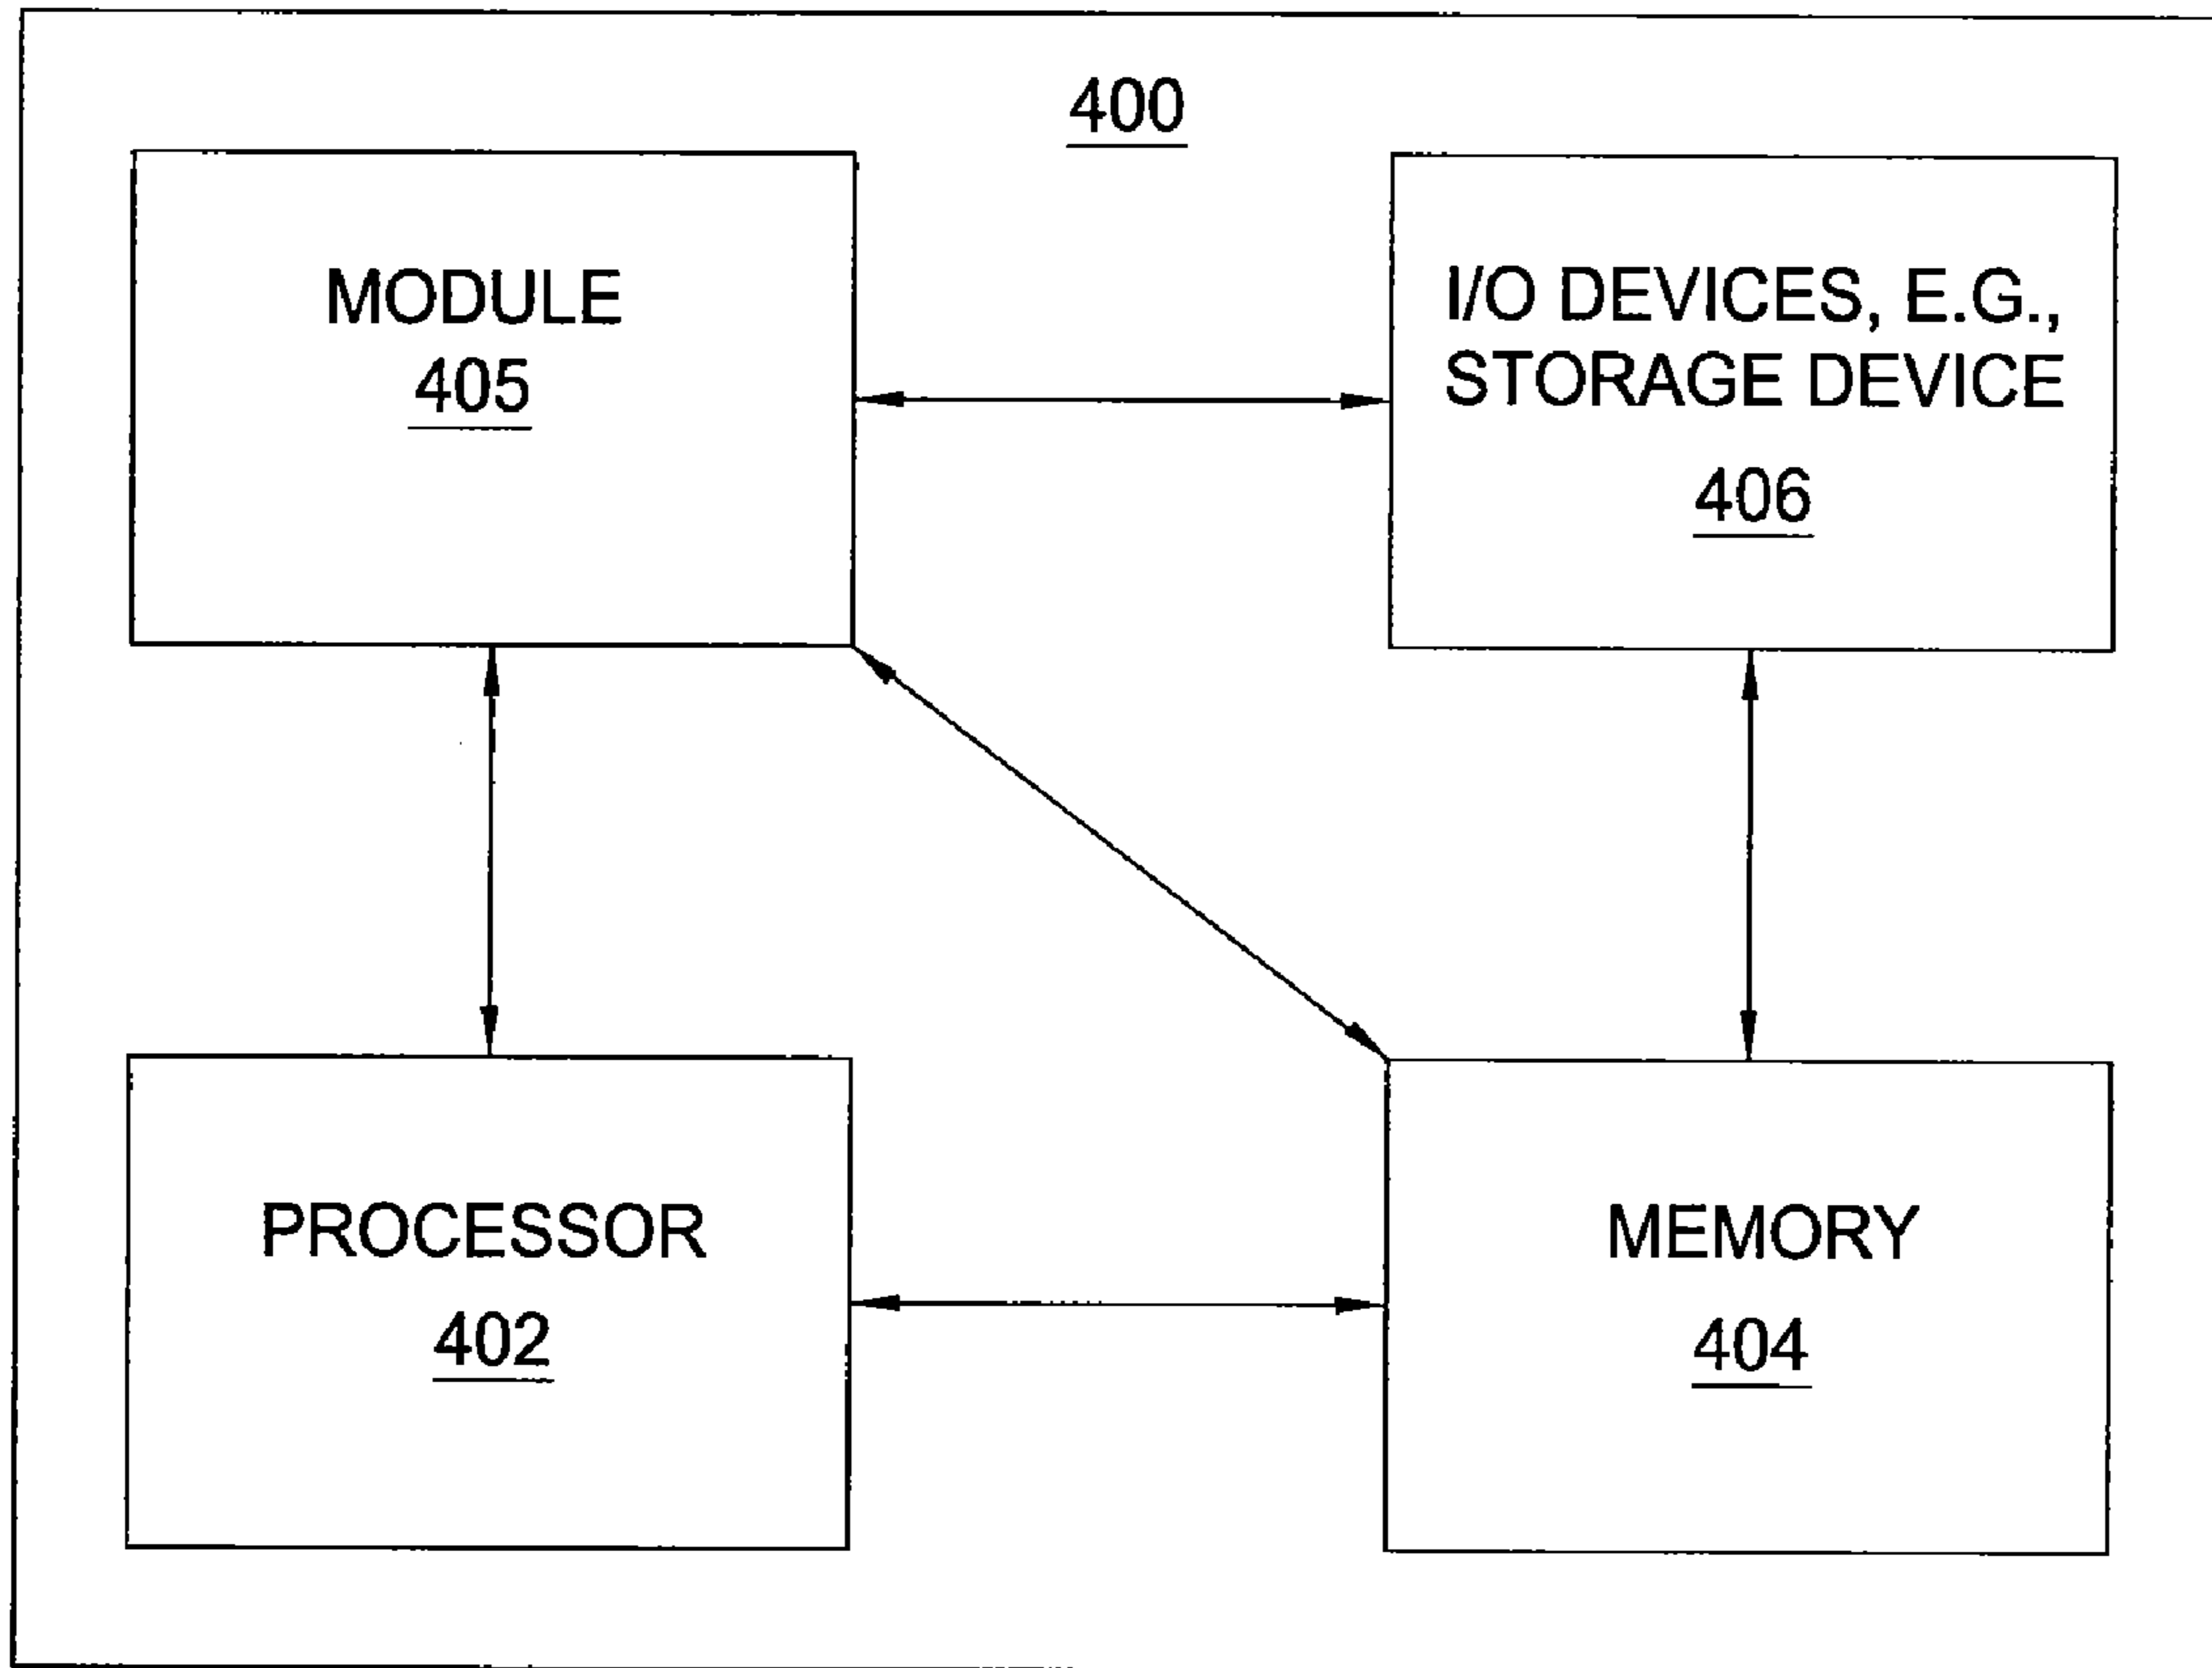 400
MODULE
405
I/O DEVICES, E.G.,
STORAGE DEVICE
406
PROCESSOR
402
MEMORY
404